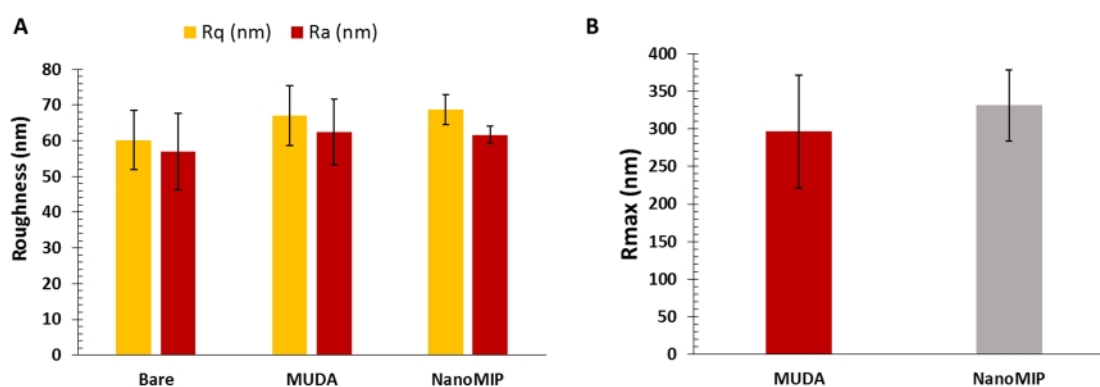 A
Rq (nm) Ra (nm)
Roughness (nm)
80
70
60
50
40
30
20
10
0
Bare MUDA NanoMIP
B
Rmax (nm)
400
350
300
250
200
150
100
50
0
MUDA NanoMIP